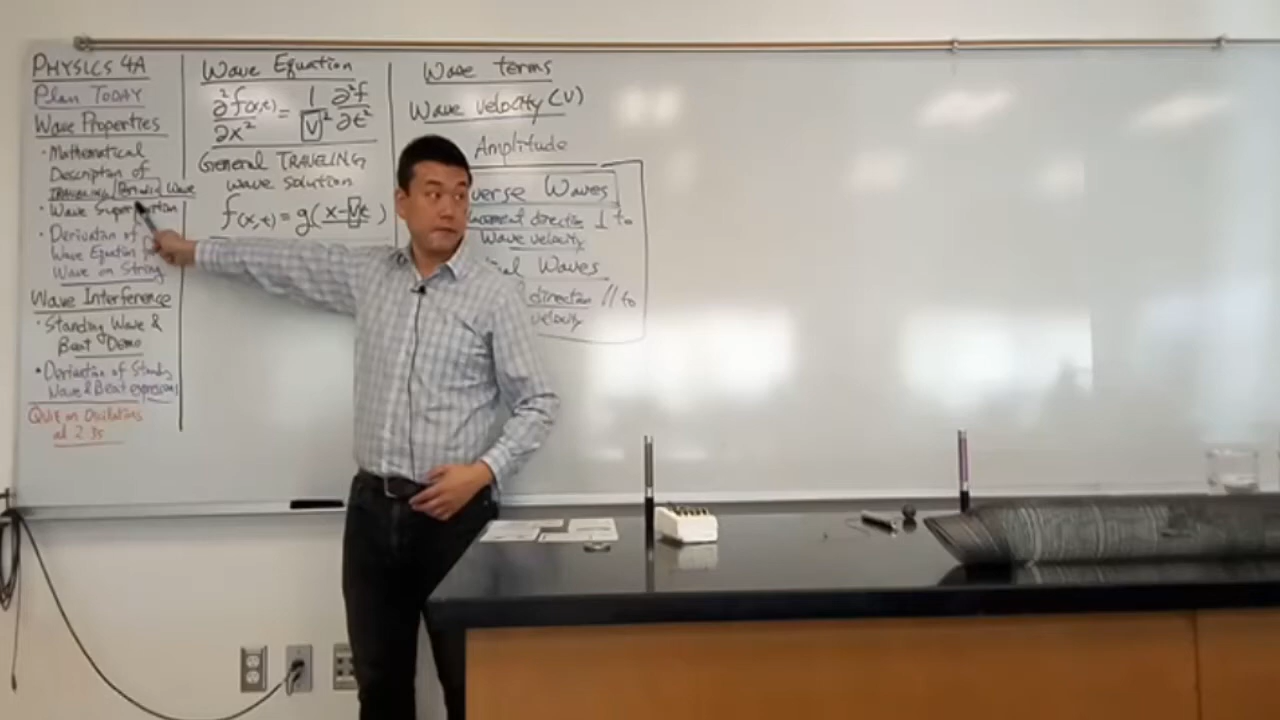 PHYSICS 4A
Plan TODAY
Wave Properties
• Mathematical
Description of
TRAVELING Periodic Wave
• Wave Superposition
• Derivation of
Wave Equation
Wave on String
Wave Interference
• Standing Wave &
Beat Demo
• Derivation of Standing
Wave & Beat expressions
QUIZ on Oscillations
at 2:35
Wave Equation
∂²f(x,t)/∂x² = 1/V² ∂²f/∂t²
General TRAVELING
wave solution
f(x,t) = g(x-Vt)
Wave terms
Wave velocity (V)
Amplitude
verse Waves
direction ⊥ to
Wave velocity
Waves
direction // to
velocity